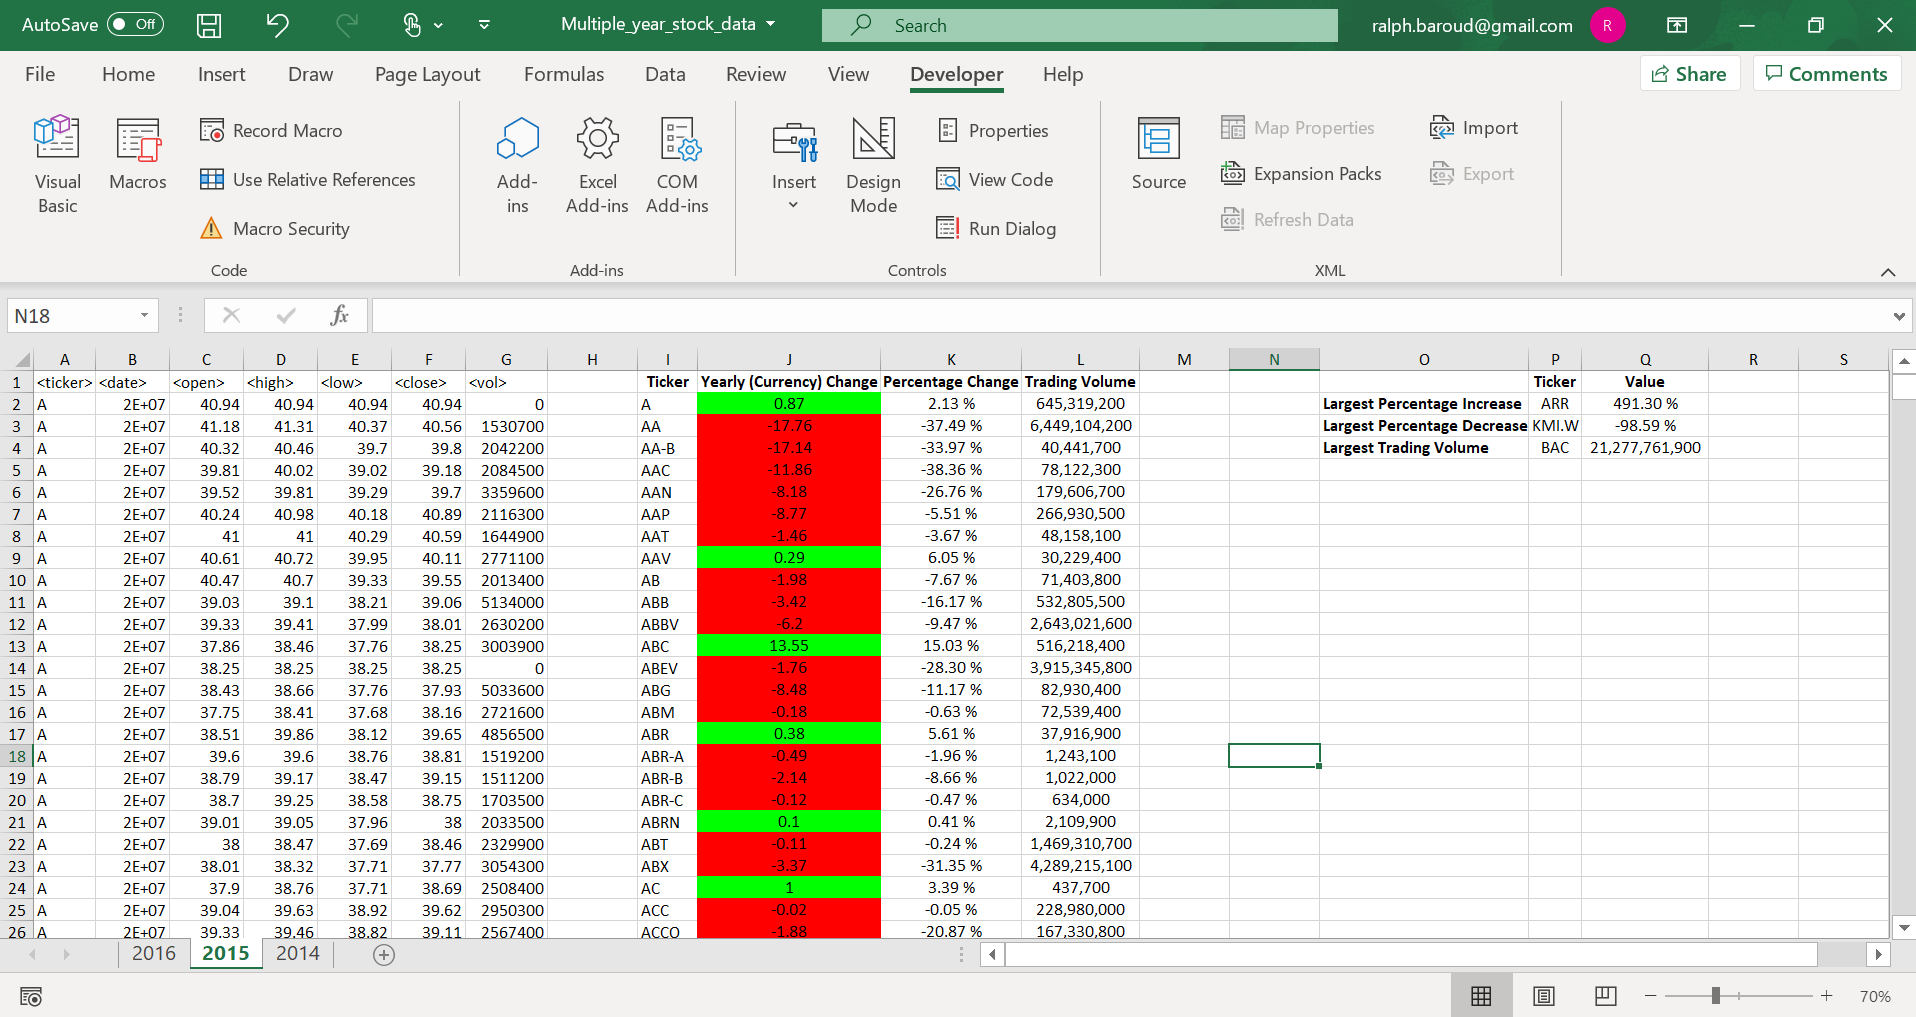 AutoSave Off Multiple_year_stock_data Search ralph.baroud@gmail.com R
File Home Insert Draw Page Layout Formulas Data Review View Developer Help Share Comments
Visual Basic
Macros
Record Macro
Use Relative References
Macro Security
Code
Add-ins
Excel Add-ins
COM Add-ins
Add-ins
Insert
Design Mode
Properties
View Code
Run Dialog
Controls
Source
Map Properties
Expansion Packs
Refresh Data
Import
Export
XML
N18 fx
A B C D E F G H I J K L M N O P Q R S
1 <ticker> <date> <open> <high> <low> <close> <vol> Ticker Yearly (Currency) Change Percentage Change Trading Volume Ticker Value
2 A 2E+07 40.94 40.94 40.94 40.94 0 A 0.87 2.13 % 645,319,200 Largest Percentage Increase ARR 491.30 %
3 A 2E+07 41.18 41.31 40.37 40.56 1530700 AA -17.76 -37.49 % 6,449,104,200 Largest Percentage Decrease KMI.W -98.59 %
4 A 2E+07 40.32 40.46 39.7 39.8 2042200 AA-B -17.14 -33.97 % 40,441,700 Largest Trading Volume BAC 21,277,761,900
5 A 2E+07 39.81 40.02 39.02 39.18 2084500 AAC -11.86 -38.36 % 78,122,300
6 A 2E+07 39.52 39.81 39.29 39.7 3359600 AAN -8.18 -26.76 % 179,606,700
7 A 2E+07 40.24 40.98 40.18 40.89 2116300 AAP -8.77 -5.51 % 266,930,500
8 A 2E+07 41 41 40.29 40.59 1644900 AAT -1.46 -3.67 % 48,158,100
9 A 2E+07 40.61 40.72 39.95 40.11 2771100 AAV 0.29 6.05 % 30,229,400
10 A 2E+07 40.47 40.7 39.33 39.55 2013400 AB -1.98 -7.67 % 71,403,800
11 A 2E+07 39.03 39.1 38.21 39.06 5134000 ABB -3.42 -16.17 % 532,805,500
12 A 2E+07 39.33 39.41 37.99 38.01 2630200 ABBV -6.2 -9.47 % 2,643,021,600
13 A 2E+07 37.86 38.46 37.76 38.25 3003900 ABC 13.55 15.03 % 516,218,400
14 A 2E+07 38.25 38.25 38.25 38.25 0 ABEV -1.76 -28.30 % 3,915,345,800
15 A 2E+07 38.43 38.66 37.76 37.93 5033600 ABG -8.48 -11.17 % 82,930,400
16 A 2E+07 37.75 38.41 37.68 38.16 2721600 ABM -0.18 -0.63 % 72,539,400
17 A 2E+07 38.51 39.86 38.12 39.65 4856500 ABR 0.38 5.61 % 37,916,900
18 A 2E+07 39.6 39.6 38.76 38.81 1519200 ABR-A -0.49 -1.96 % 1,243,100
19 A 2E+07 38.79 39.17 38.47 39.15 1511200 ABR-B -2.14 -8.66 % 1,022,000
20 A 2E+07 38.7 39.25 38.58 38.75 1703500 ABR-C -0.12 -0.47 % 634,000
21 A 2E+07 39.01 39.05 37.96 38 2033500 ABRN 0.1 0.41 % 2,109,900
22 A 2E+07 38 38.47 37.69 38.46 2329900 ABT -0.11 -0.24 % 1,469,310,700
23 A 2E+07 38.01 38.32 37.71 37.77 3054300 ABX -3.37 -31.35 % 4,289,215,100
24 A 2E+07 37.9 38.76 37.71 38.69 2508400 AC 1 3.39 % 437,700
25 A 2E+07 39.04 39.63 38.92 39.62 2950300 ACC -0.02 -0.05 % 228,980,000
26 A 2E+07 39.33 39.46 38.82 39.11 2567400 ACCO -1.88 -20.87 % 167,330,800
2016 2015 2014
70%